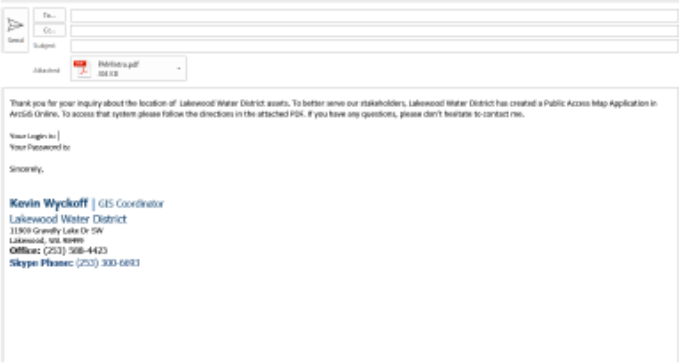 To...
Cc...
Send
Subject
Attached
Thank you for your inquiry about the location of Lakewood Water District assets. To better serve our stakeholders, Lakewood Water District has created a Public Access Map Application in
ArcGIS Online. To access that system please follow the directions in the attached PDF. If you have any questions, please don't hesitate to contact me.
Your Login is:
Your Password is:
Sincerely,
Kevin Wyckoff | GIS Coordinator
Lakewood Water District
11900 Gravelly Lake Dr SW
Lakewood, WA 98499
Office: (253) 588-4423
Skype Phone: (253) 300-6693